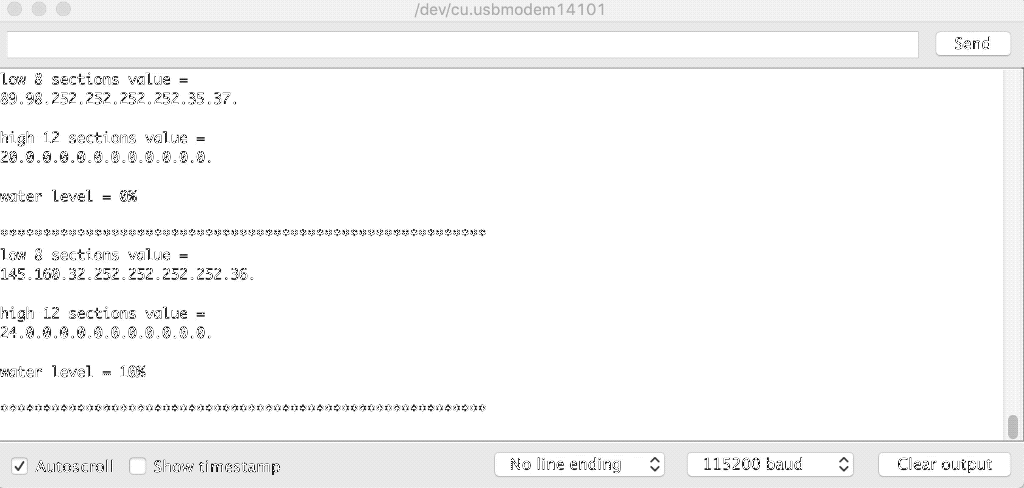 /dev/cu.usbmodem14101
Send
low 8 sections value =
89.98.252.252.252.252.35.37.
high 12 sections value =
20.0.0.0.0.0.0.0.0.0.0.0.
water level = 0%
*********************************************************
low 8 sections value =
145.160.32.252.252.252.252.36.
high 12 sections value =
24.0.0.0.0.0.0.0.0.0.0.0.
water level = 10%
*********************************************************
Autoscroll
Show timestamp
No line ending
115200 baud
Clear output